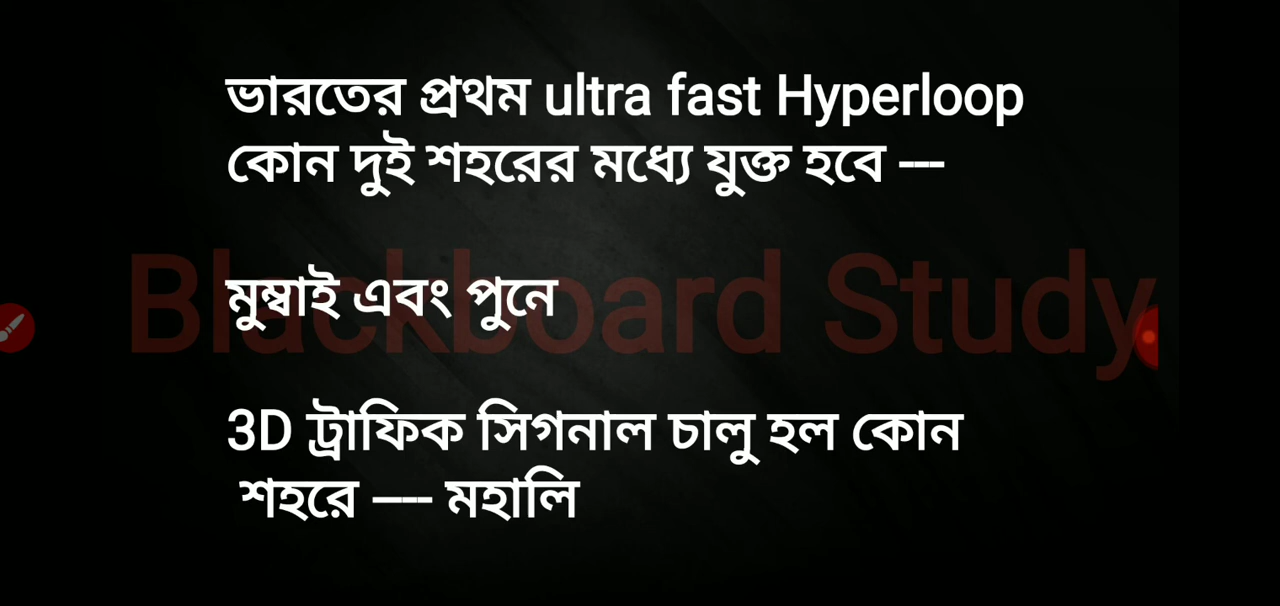 ভারতের প্রথম ultra fast Hyperloop
কোন দুই শহরের মধ্যে যুক্ত হবে ---
Blackboard Study
মুম্বাই এবং পুনে
3D ট্রাফিক সিগনাল চালু হল কোন
শহরে ---- মহালি